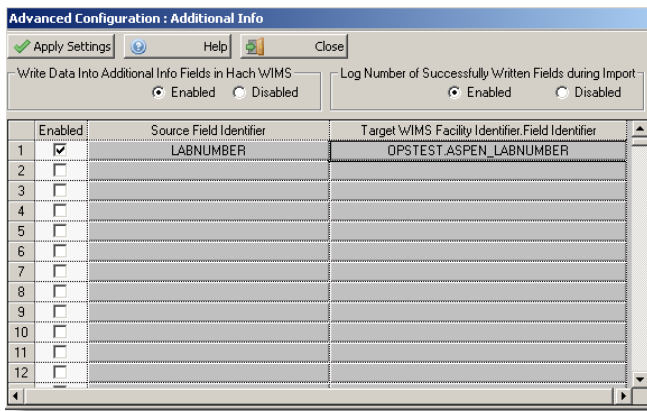 Advanced Configuration : Additional Info
Apply Settings Help Close
Write Data Into Additional Info Fields in Hach WIMS Log Number of Successfully Written Fields during Import
Enabled Disabled Enabled Disabled
Enabled Source Field Identifier Target WIMS Facility Identifier.Field Identifier
1 LABNUMBER OPSTEST.ASPEN_LABNUMBER
2
3
4
5
6
7
8
9
10
11
12